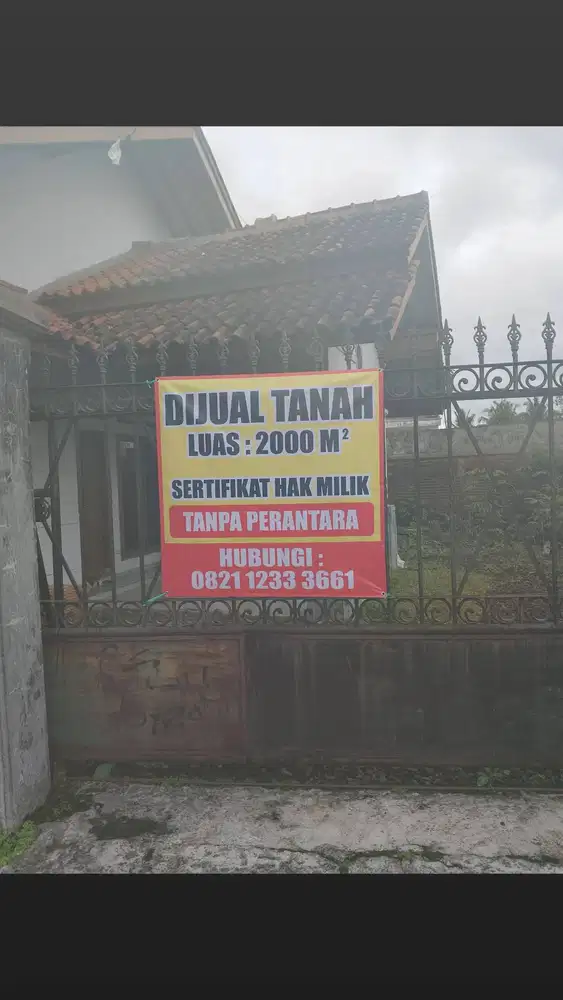 DIJUAL TANAH
LUAS : 2000 M²
SERTIFIKAT HAK MILIK
TANPA PERANTARA
HUBUNGI :
0821 1233 3661